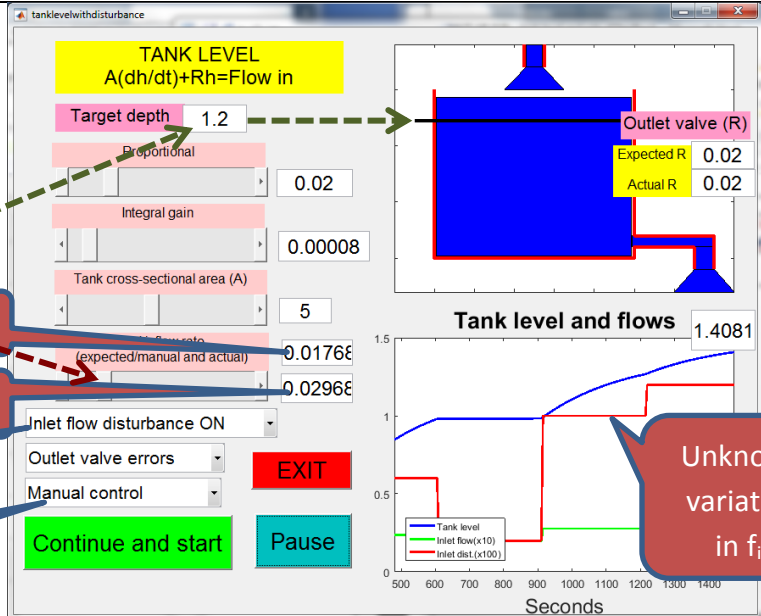 tanklevelwithdisturbance
TANK LEVEL
A(dh/dt)+Rh=Flow in
Target depth 1.2
Proportional
0.02
Integral gain
0.00008
Tank cross-sectional area (A)
5
(expected/manual and actual)
0.01768
0.02968
Inlet flow disturbance ON
Outlet valve errors
Manual control
EXIT
Continue and start
Pause
Outlet valve (R)
Expected R 0.02
Actual R 0.02
Tank level and flows
1.4081
1.5
1
0.5
0
Tank level
Inlet flow(x10)
Inlet dist.(x100)
500 600 700 800 900 1000 1100 1200 1300 1400
Seconds
variat
in f